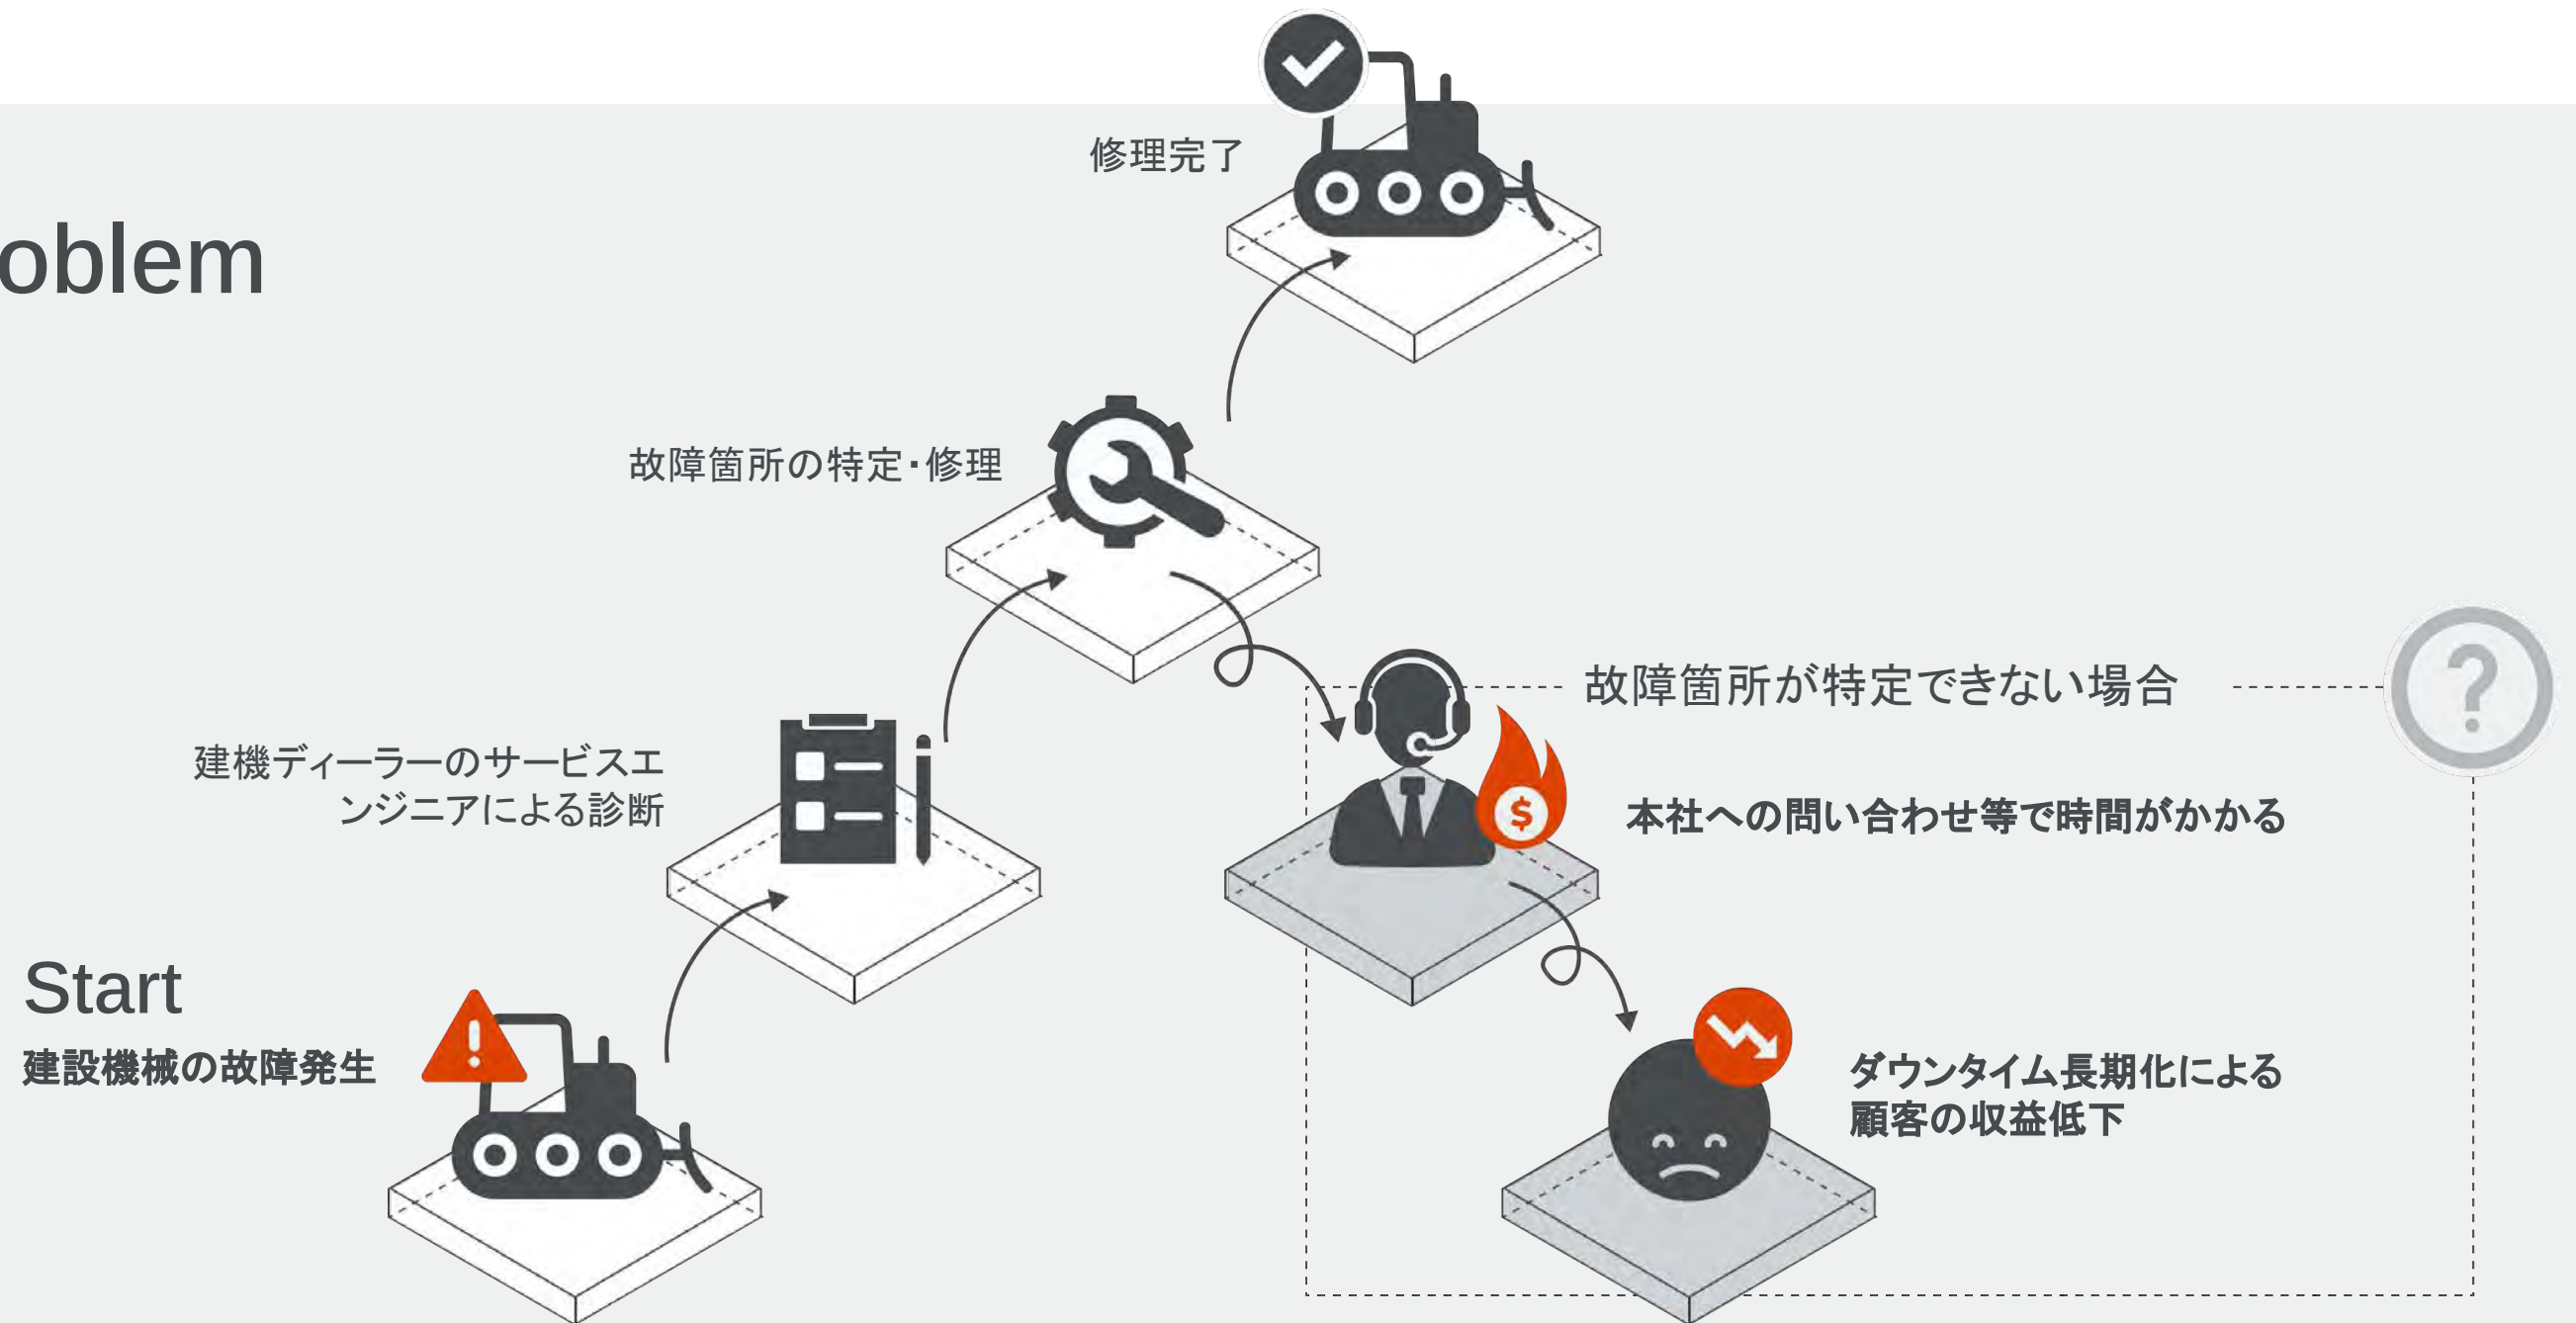 修理完了
oblem
故障箇所の特定・修理
故障箇所が特定できない場合
?
建機ディーラーのサービスエ
ンジニアによる診断
$
本社への問い合わせ等で時間がかかる
Start
建設機械の故障発生
!
ダウンタイム長期化による
顧客の収益低下